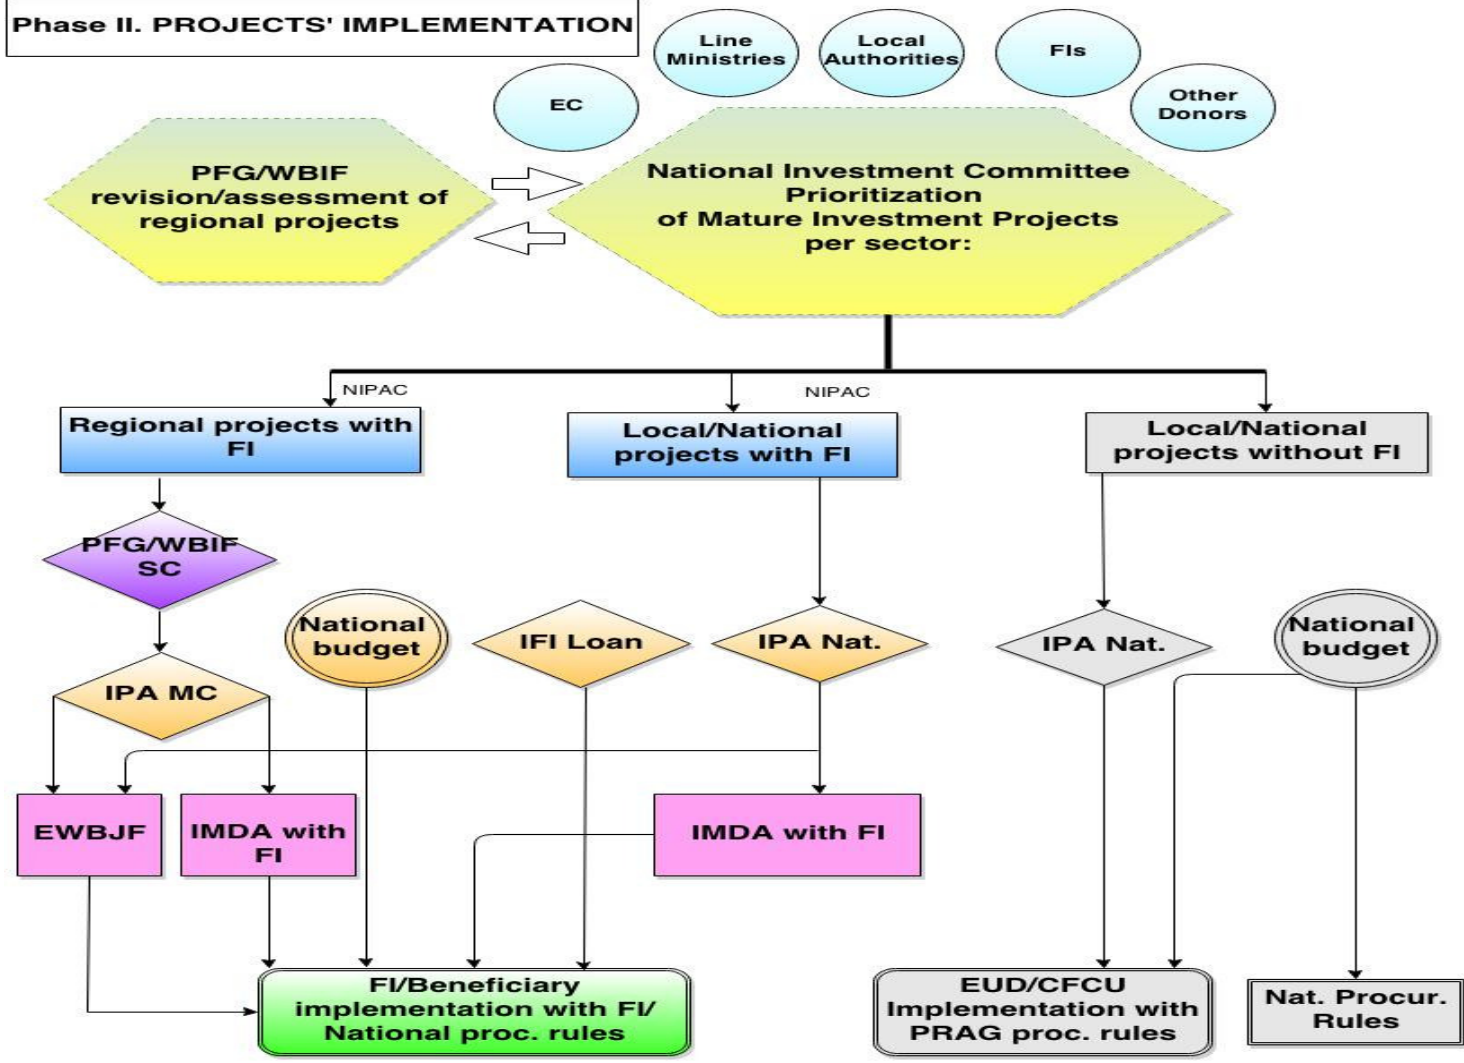 Phase II. PROJECTS' IMPLEMENTATION
Line
Ministries
Local
Authorities
FIs
EC
Other
Donors
PFG/WBIF
revision/assessment of
regional projects
National Investment Committee
Prioritization
of Mature Investment Projects
per sector:
NIPAC
NIPAC
Regional projects with
FI
Local/National
projects with FI
Local/National
projects without FI
PFG/WBIF
SC
National
budget
IFI Loan
IPA Nat.
IPA Nat.
National
budget
IPA MC
EWBJF
IMDA with
FI
IMDA with FI
FI/Beneficiary
implementation with FI/
National proc. rules
EUD/CFCU
Implementation with
PRAG proc. rules
Nat. Procur.
Rules